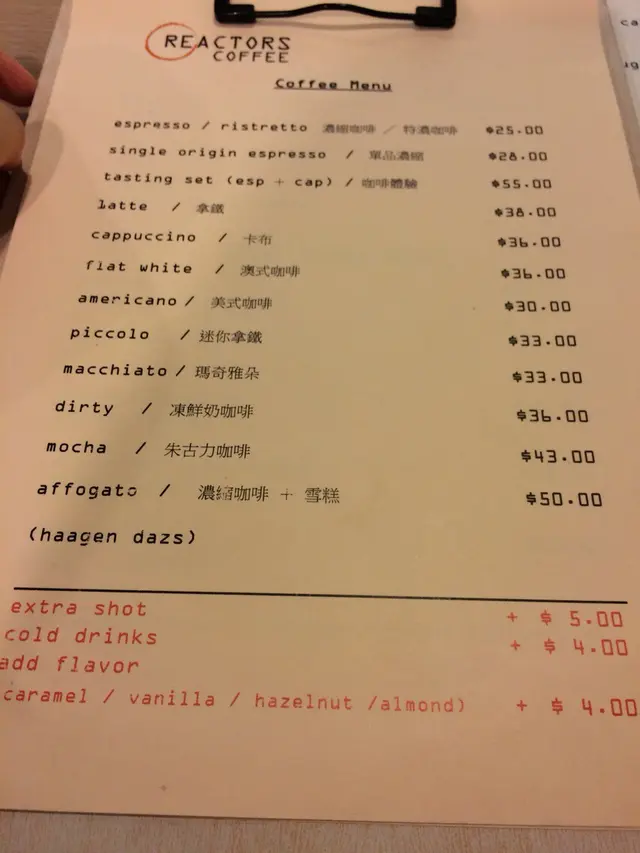 REACTORS
COFFEE
Coffee Menu
espresso / ristretto 濃縮咖啡 / 特濃咖啡 $25.00
single origin espresso / 單品濃縮 $28.00
tasting set (esp + cap) / 咖啡體驗 $55.00
latte / 拿鐵 $38.00
cappuccino / 卡布 $36.00
flat white / 澳式咖啡 $36.00
americano / 美式咖啡 $30.00
piccolo / 迷你拿鐵 $33.00
macchiato / 瑪奇雅朵 $33.00
dirty / 凍鮮奶咖啡 $36.00
mocha / 朱古力咖啡 $43.00
affogato / 濃縮咖啡 + 雪糕 $50.00
(haagen dazs)
extra shot + $ 5.00
cold drinks + $ 4.00
add flavor
caramel / vanilla / hazelnut /almond) + $ 4.00